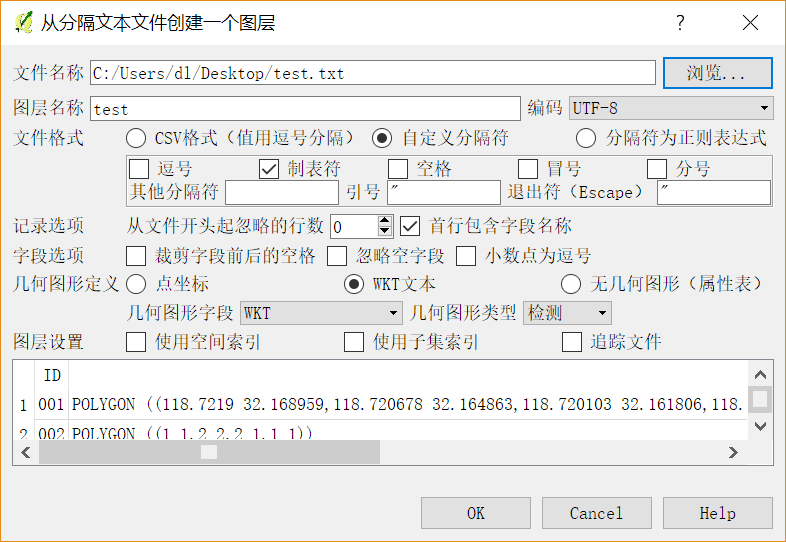 从分隔文本文件创建一个图层 ?
文件名称 C:/Users/dl/Desktop/test.txt 浏览...
图层名称 test 编码 UTF-8
文件格式 CSV格式（值用逗号分隔） 自定义分隔符 分隔符为正则表达式
逗号 制表符 空格 冒号 分号
其他分隔符 引号 " 退出符（Escape） "
记录选项 从文件开头起忽略的行数 0 首行包含字段名称
字段选项 裁剪字段前后的空格 忽略空字段 小数点为逗号
几何图形定义 点坐标 WKT文本 无几何图形（属性表）
几何图形字段 WKT 几何图形类型 检测
图层设置 使用空间索引 使用子集索引 追踪文件
ID
1 001 POLYGON ((118.7219 32.168959,118.720678 32.164863,118.720103 32.161806,118.
2 002 POLYGON ((1 1,2 2,2 1,1 1))
OK Cancel Help